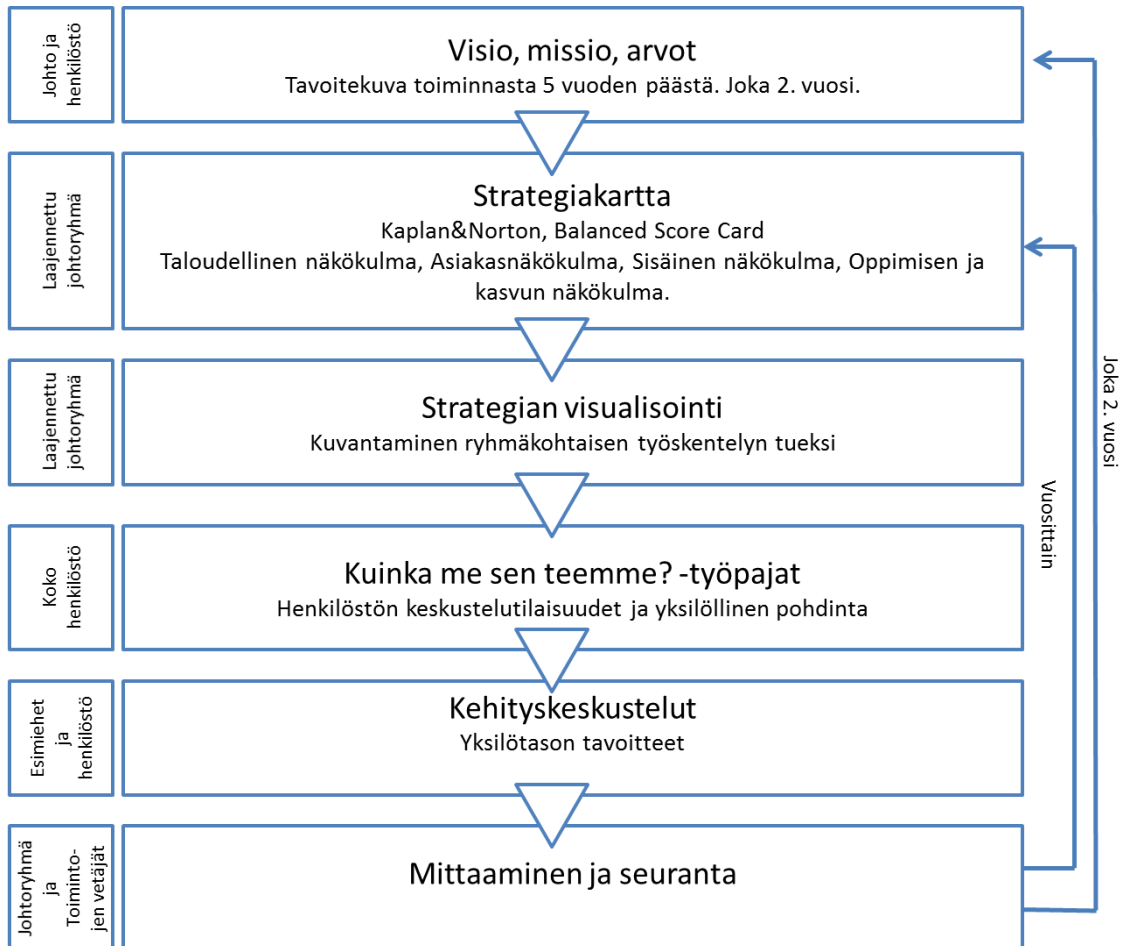 Johto ja
henkilöstö
Visio, missio, arvot
Tavoitekuva toiminnasta 5 vuoden päästä. Joka 2. vuosi.
Laajennettu
johtoryhmä
Strategiakartta
Kaplan&Norton, Balanced Score Card
Taloudellinen näkökulma, Asiakasnäkökulma, Sisäinen näkökulma, Oppimisen ja
kasvun näkökulma.
Laajennettu
johtoryhmä
Strategian visualisointi
Kuvantaminen ryhmäkohtaisen työskentelyn tueksi
Koko
henkilöstö
Kuinka me sen teemme? -työpajat
Henkilöstön keskustelutilaisuudet ja yksilöllinen pohdinta
Esimiehet
ja
henkilöstö
Kehityskeskustelut
Yksilötason tavoitteet
Johtoryhmä
ja
Toiminto-
jen vetäjät
Mittaaminen ja seuranta
Vuosittain
Joka 2. vuosi